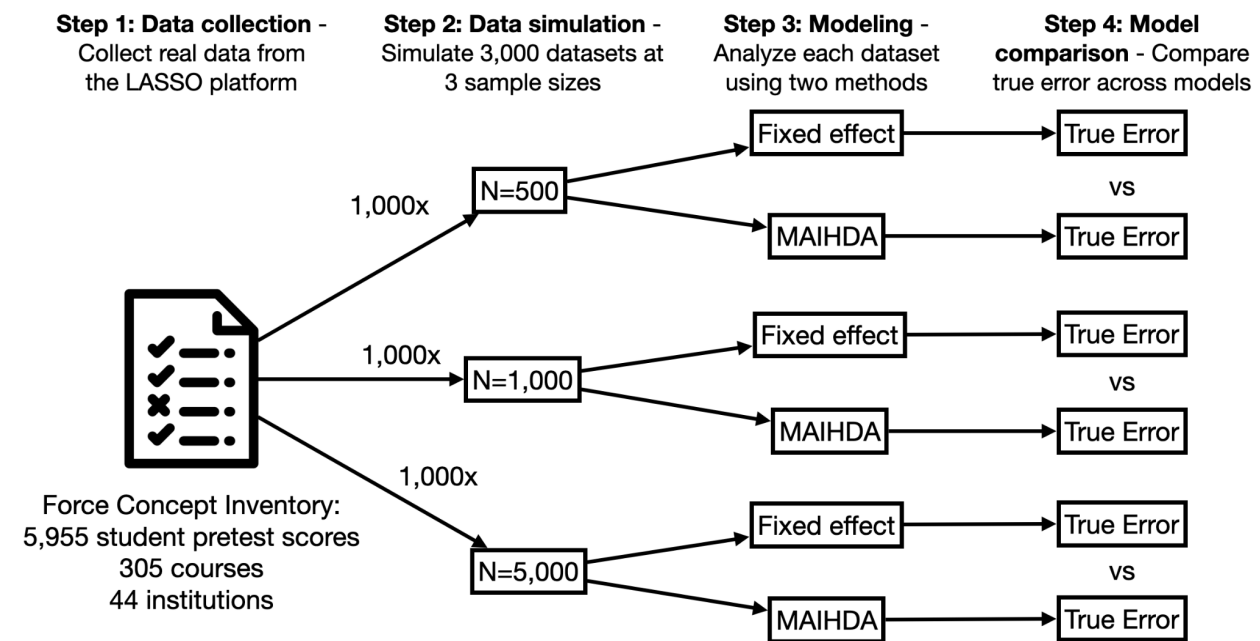 Step 1: Data collection -
Collect real data from
the LASSO platform
Step 2: Data simulation -
Simulate 3,000 datasets at
3 sample sizes
Step 3: Modeling -
Analyze each dataset
using two methods
Step 4: Model
comparison - Compare
true error across models
Force Concept Inventory:
5,955 student pretest scores
305 courses
44 institutions
1,000x
N=500
Fixed effect
True Error
vs
MAIHDA
True Error
1,000x
N=1,000
Fixed effect
True Error
vs
MAIHDA
True Error
1,000x
N=5,000
Fixed effect
True Error
vs
MAIHDA
True Error